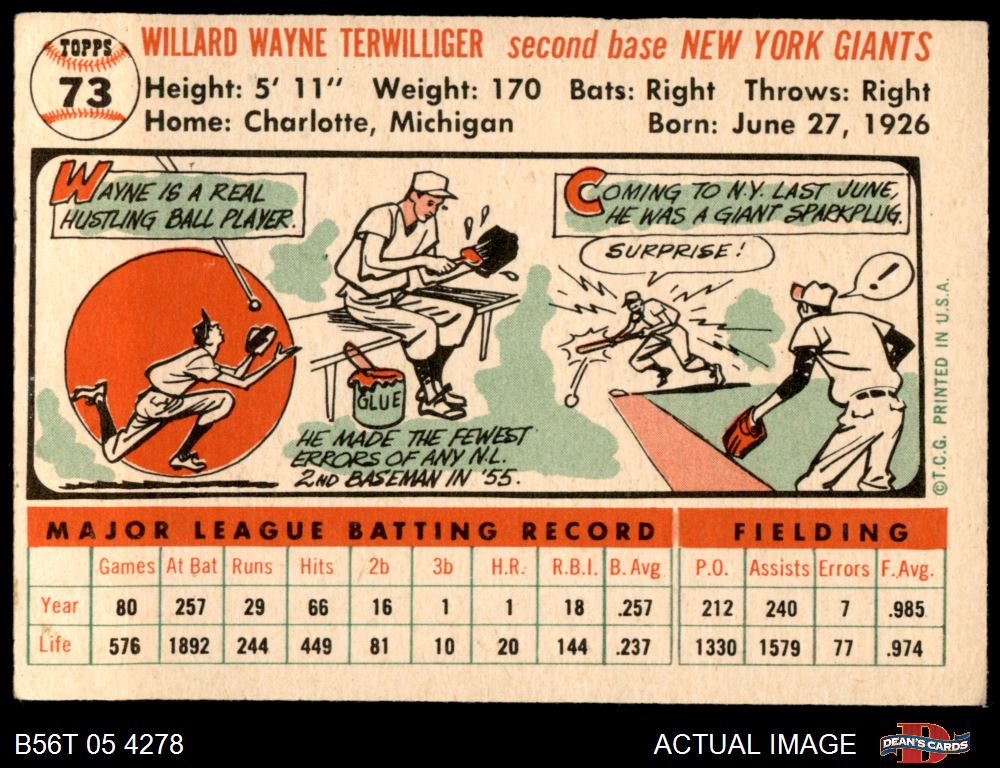 TOPPS
73
WILLARD WAYNE TERWILLIGER second base NEW YORK GIANTS
Height: 5' 11" Weight: 170 Bats: Right Throws: Right
Home: Charlotte, Michigan Born: June 27, 1926
WAYNE IS A REAL
HUSTLING BALL PLAYER.
GLUE
HE MADE THE FEWEST
ERRORS OF ANY N.L.
2ND BASEMAN IN '55.
COMING TO N.Y. LAST JUNE,
HE WAS A GIANT SPARKPLUG.
SURPRISE!
!
©T.C.G. PRINTED IN U.S.A.
MAJOR LEAGUE BATTING RECORD FIELDING
Games At Bat Runs Hits 2b 3b H.R. R.B.I. B. Avg. P.O. Assists Errors F. Avg.
Year 80 257 29 66 16 1 1 18 .257 212 240 7 .985
Life 576 1892 244 449 81 10 20 144 .237 1330 1579 77 .974
B56T 05 4278 ACTUAL IMAGE DEAN'S CARDS